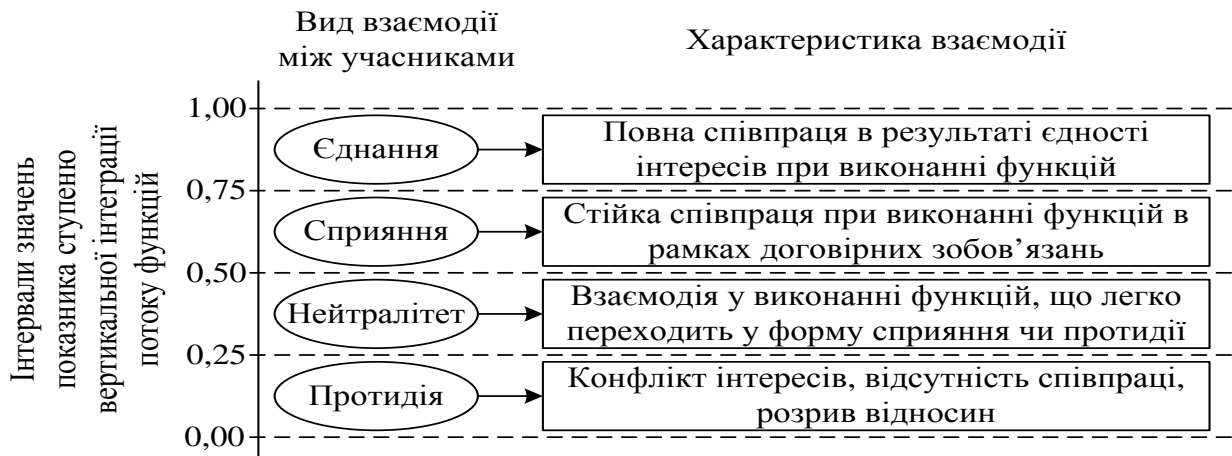 Вид взаємодії
між учасниками
Характеристика взаємодії
Інтервали значень
показника ступеню
вертикальної інтеграції
потоку функцій
1,00
Єднання
Повна співпраця в результаті єдності
інтересів при виконанні функцій
0,75
Сприяння
Стійка співпраця при виконанні функцій в
рамках договірних зобов’язань
0,50
Нейтралітет
Взаємодія у виконанні функцій, що легко
переходить у форму сприяння чи протидії
0,25
Протидія
Конфлікт інтересів, відсутність співпраці,
розрив відносин
0,00